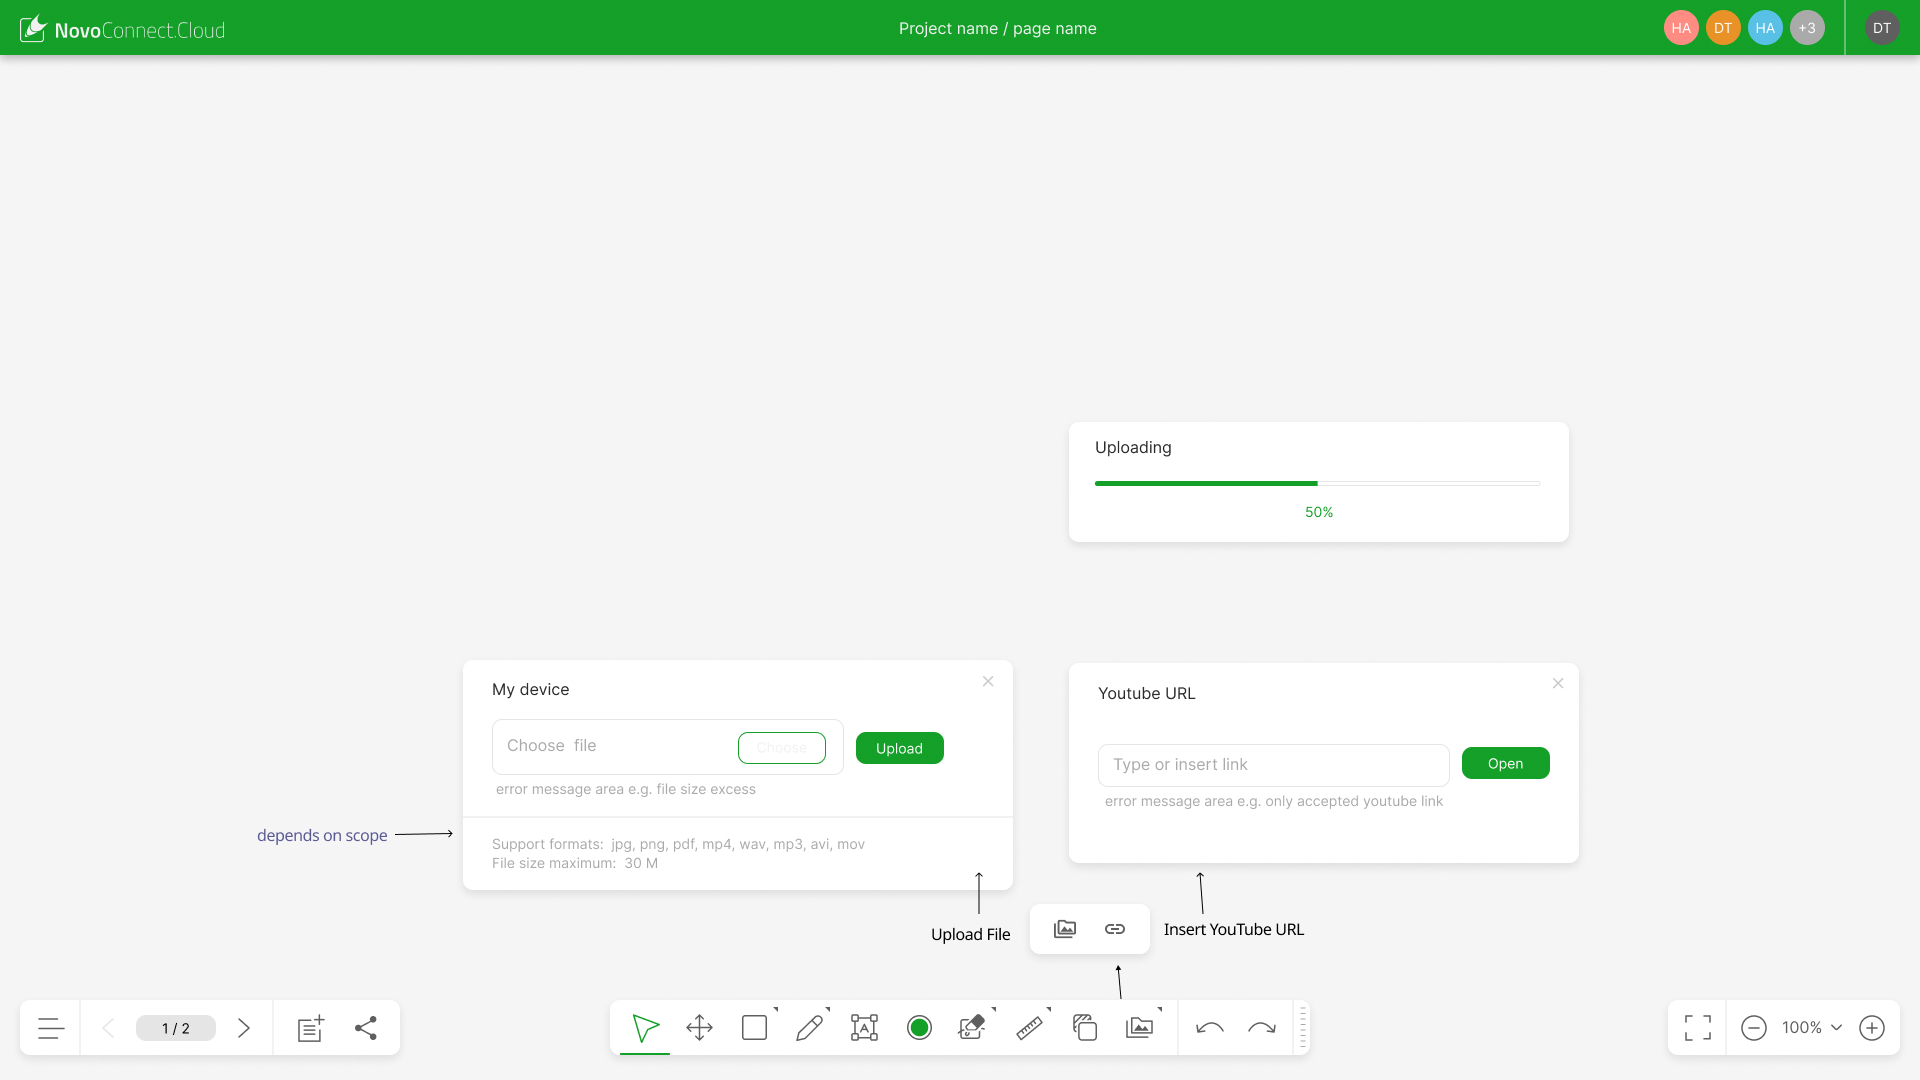 NovoConnect.Cloud
Project name / page name
HA
DT
HA
+3
DT
Uploading
50%
My device
Choose file
Choose
Upload
error message area e.g. file size excess
Youtube URL
Type or insert link
Open
error message area e.g. only accepted youtube link
depends on scope
Support formats: jpg, png, pdf, mp4, wav, mp3, avi, mov
File size maximum: 30 M
Upload File
Insert YouTube URL
1 / 2
A
100%